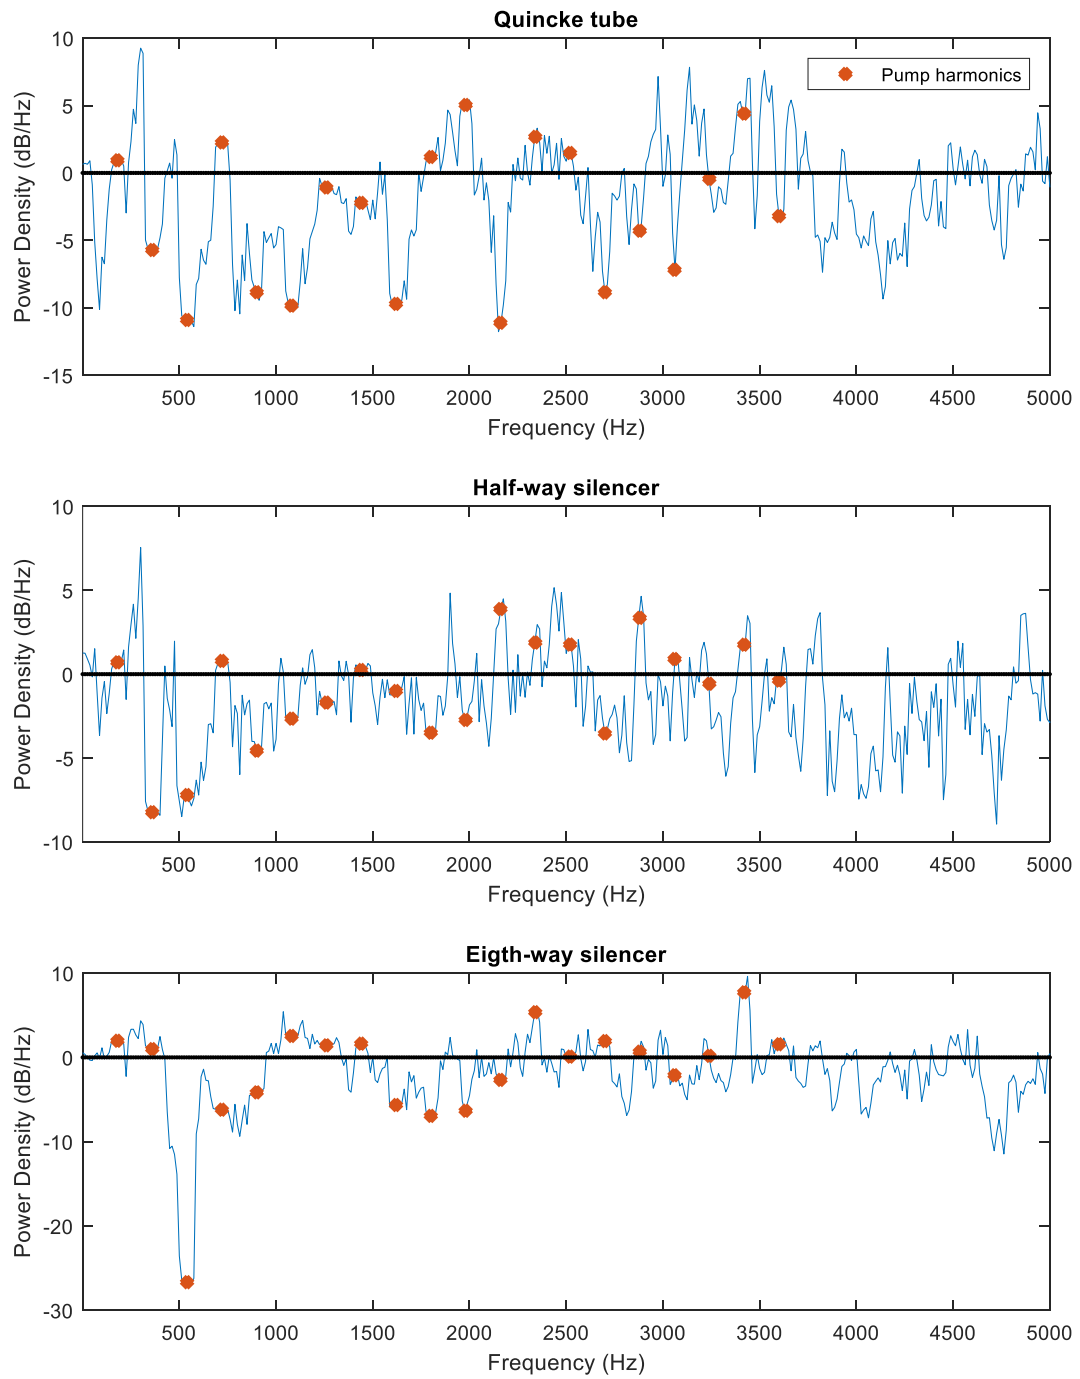 Quincke tube
10
5
0
-5
-10
-15
Power Density (dB/Hz)
Pump harmonics
500 1000 1500 2000 2500 3000 3500 4000 4500 5000
Frequency (Hz)
Half-way silencer
10
5
0
-5
-10
Power Density (dB/Hz)
500 1000 1500 2000 2500 3000 3500 4000 4500 5000
Frequency (Hz)
Eigth-way silencer
10
0
-10
-20
-30
Power Density (dB/Hz)
500 1000 1500 2000 2500 3000 3500 4000 4500 5000
Frequency (Hz)